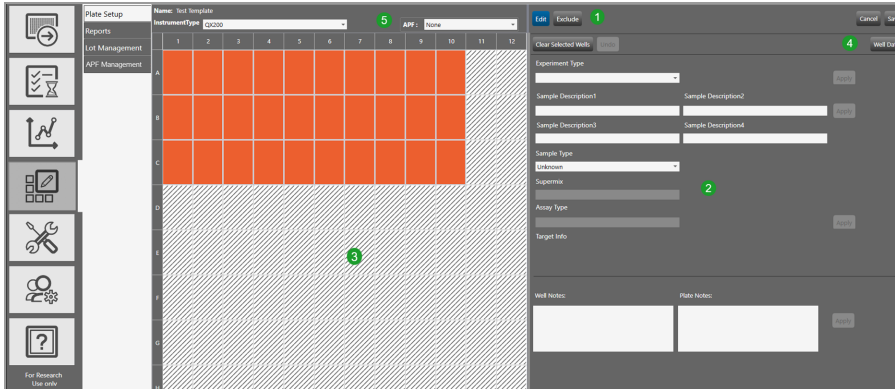 Plate Setup
Reports
Lot Management
APF Management
For Research
Use only
Name: Test Template
InstrumentType QX200 5 APF : None
1 2 3 4 5 6 7 8 9 10 11 12
A
B
C
D
E 3
F
G
Edit Exclude 1 Cancel
Clear Selected Wells Undo 4 Well Da
Experiment Type
Apply
Sample Description1 Sample Description2
Apply
Sample Description3 Sample Description4
Sample Type
Unknown
Supermix 2
Assay Type
Apply
Target Info
Well Notes: Plate Notes:
Apply